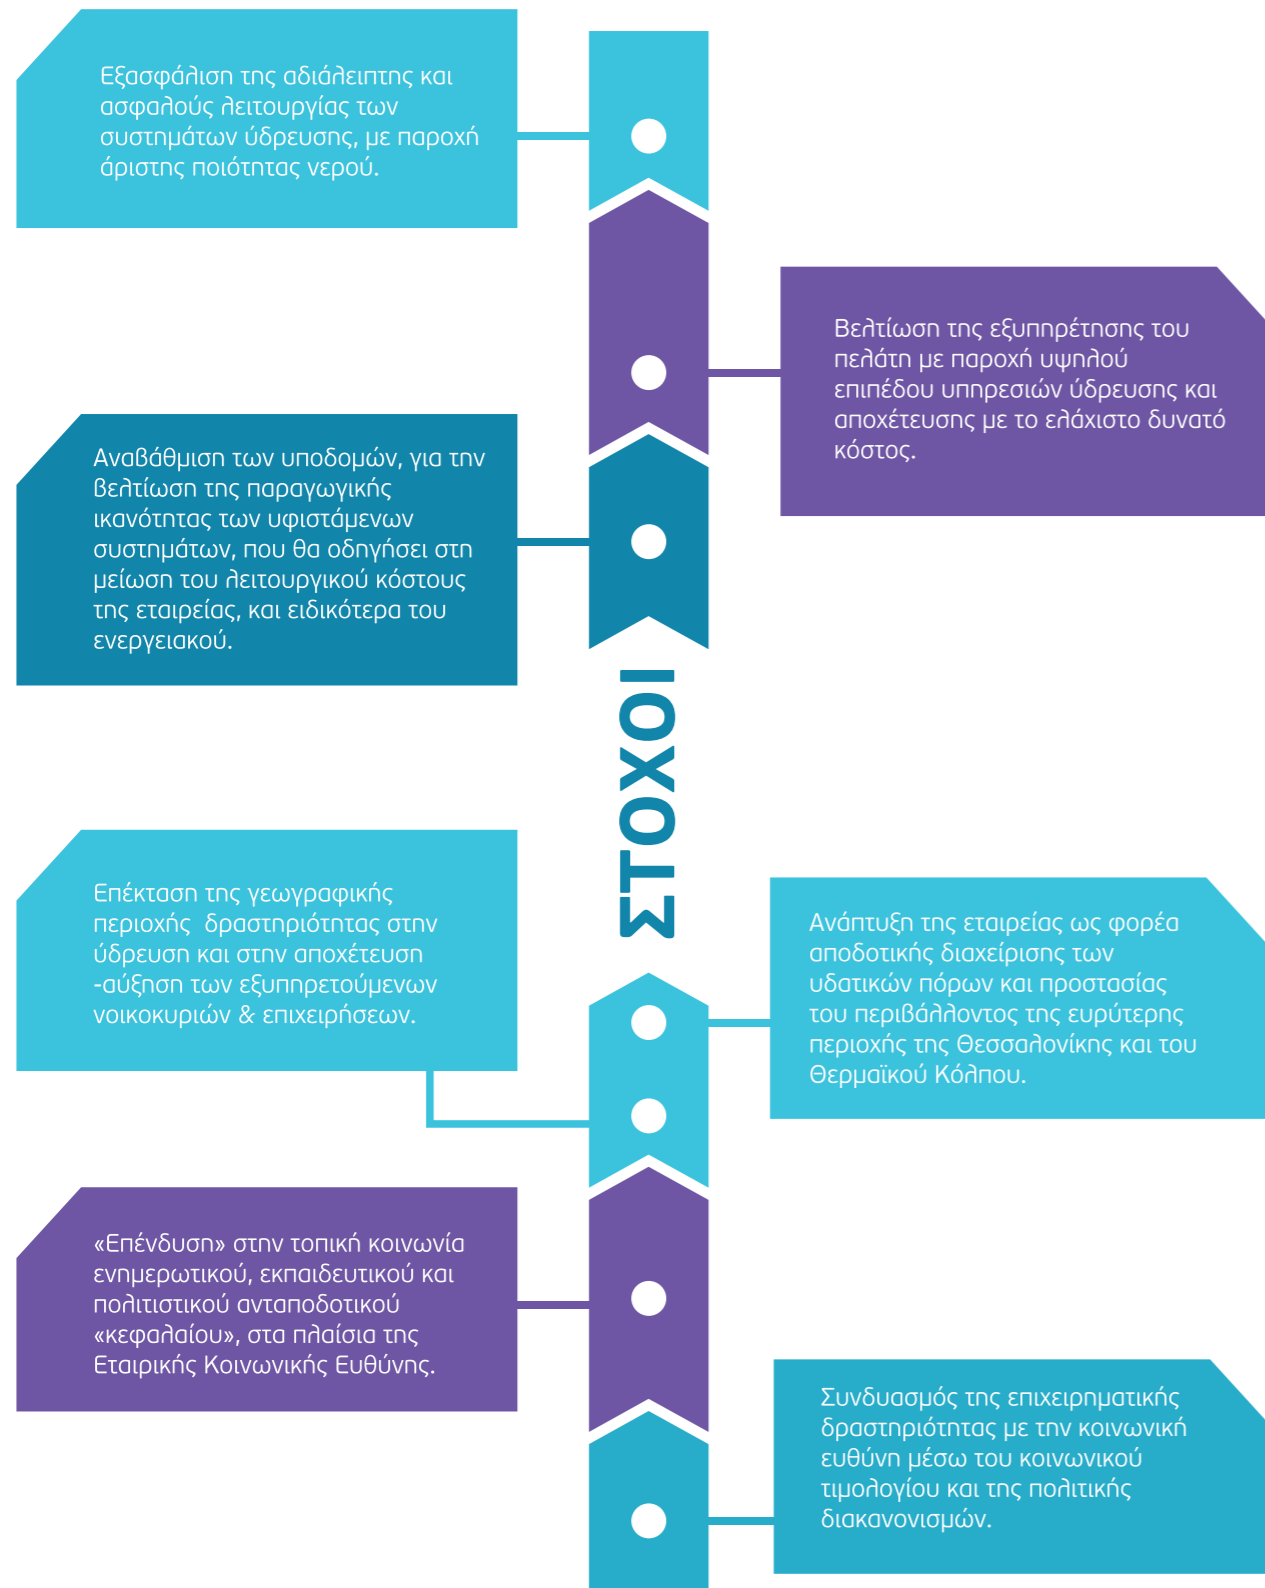 Εξασφάλιση της αδιάλειπτης και
ασφαλούς λειτουργίας των
συστημάτων ύδρευσης, με παροχή
άριστης ποιότητας νερού.
Βελτίωση της εξυπηρέτησης του
πελάτη με παροχή υψηλού
επιπέδου υπηρεσιών ύδρευσης και
αποχέτευσης με το ελάχιστο δυνατό
κόστος.
Αναβάθμιση των υποδομών, για την
βελτίωση της παραγωγικής
ικανότητας των υφιστάμενων
συστημάτων, που θα οδηγήσει στη
μείωση του λειτουργικού κόστους
της εταιρείας, και ειδικότερα του
ενεργειακού.
ΣΤΟΧΟΙ
Επέκταση της γεωγραφικής
περιοχής δραστηριότητας στην
ύδρευση και στην αποχέτευση
-αύξηση των εξυπηρετούμενων
νοικοκυριών & επιχειρήσεων.
Ανάπτυξη της εταιρείας ως φορέα
αποδοτικής διαχείρισης των
υδατικών πόρων και προστασίας
του περιβάλλοντος της ευρύτερης
περιοχής της Θεσσαλονίκης και του
Θερμαϊκού Κόλπου.
«Επένδυση» στην τοπική κοινωνία
ενημερωτικού, εκπαιδευτικού και
πολιτιστικού ανταποδοτικού
«κεφαλαίου», στα πλαίσια της
Εταιρικής Κοινωνικής Ευθύνης.
Συνδυασμός της επιχειρηματικής
δραστηριότητας με την κοινωνική
ευθύνη μέσω του κοινωνικού
τιμολογίου και της πολιτικής
διακανονισμών.